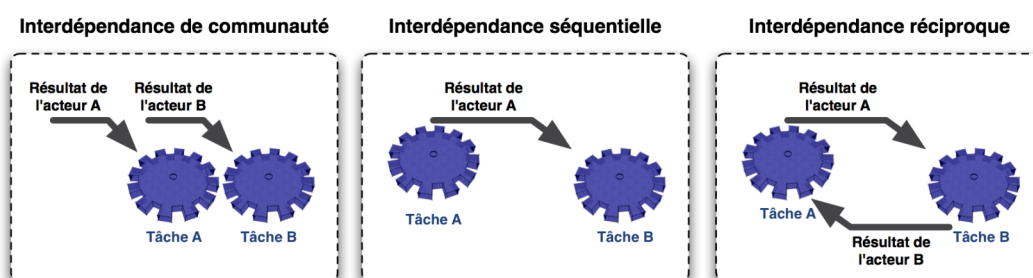 Interdépendance de communauté
Interdépendance séquentielle
Interdépendance réciproque
Résultat de
l'acteur A
Résultat de
l'acteur B
Tâche A
Tâche B
Résultat de
l'acteur A
Tâche A
Tâche B
Résultat de
l'acteur A
Tâche A
Tâche B
Résultat de
l'acteur B